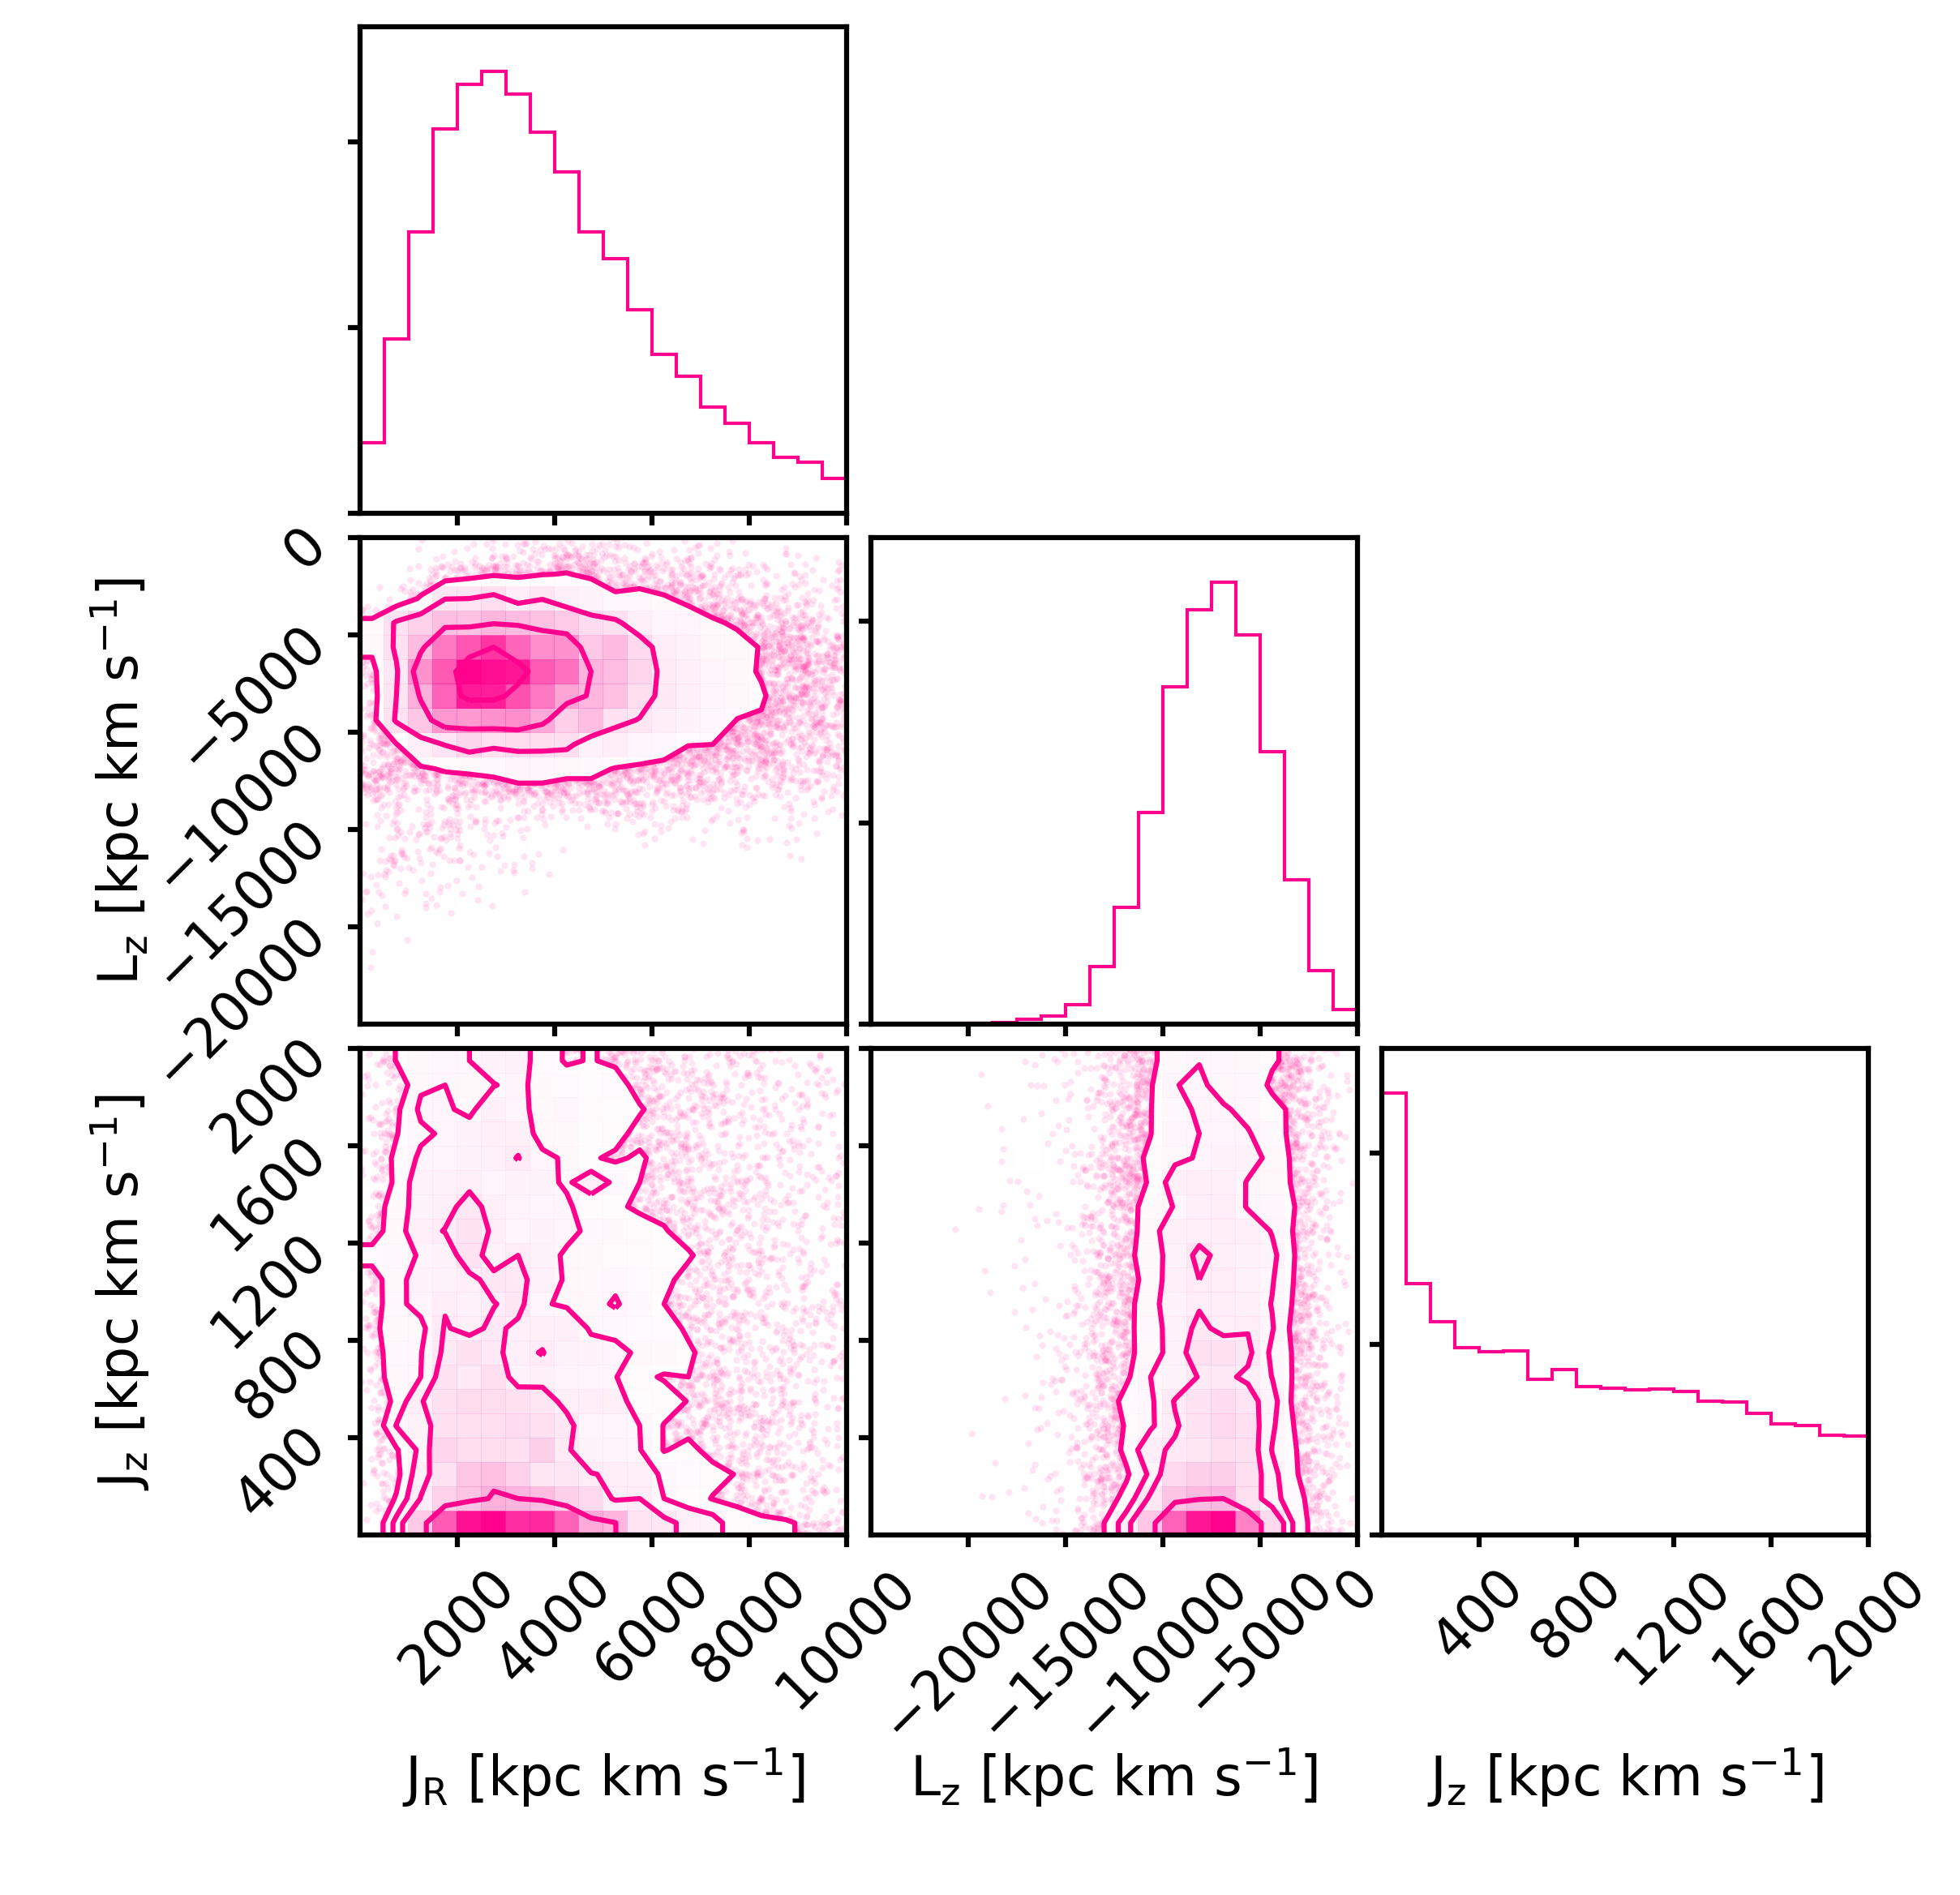 0
−5000
−10000
−15000
−20000
L_z [kpc km s⁻¹]
2000
1600
1200
800
400
J_z [kpc km s⁻¹]
2000 4000 6000 8000 10000
−20000 −15000 −10000 −5000 0
400 800 1200 1600 2000
J_R [kpc km s⁻¹]
L_z [kpc km s⁻¹]
J_z [kpc km s⁻¹]